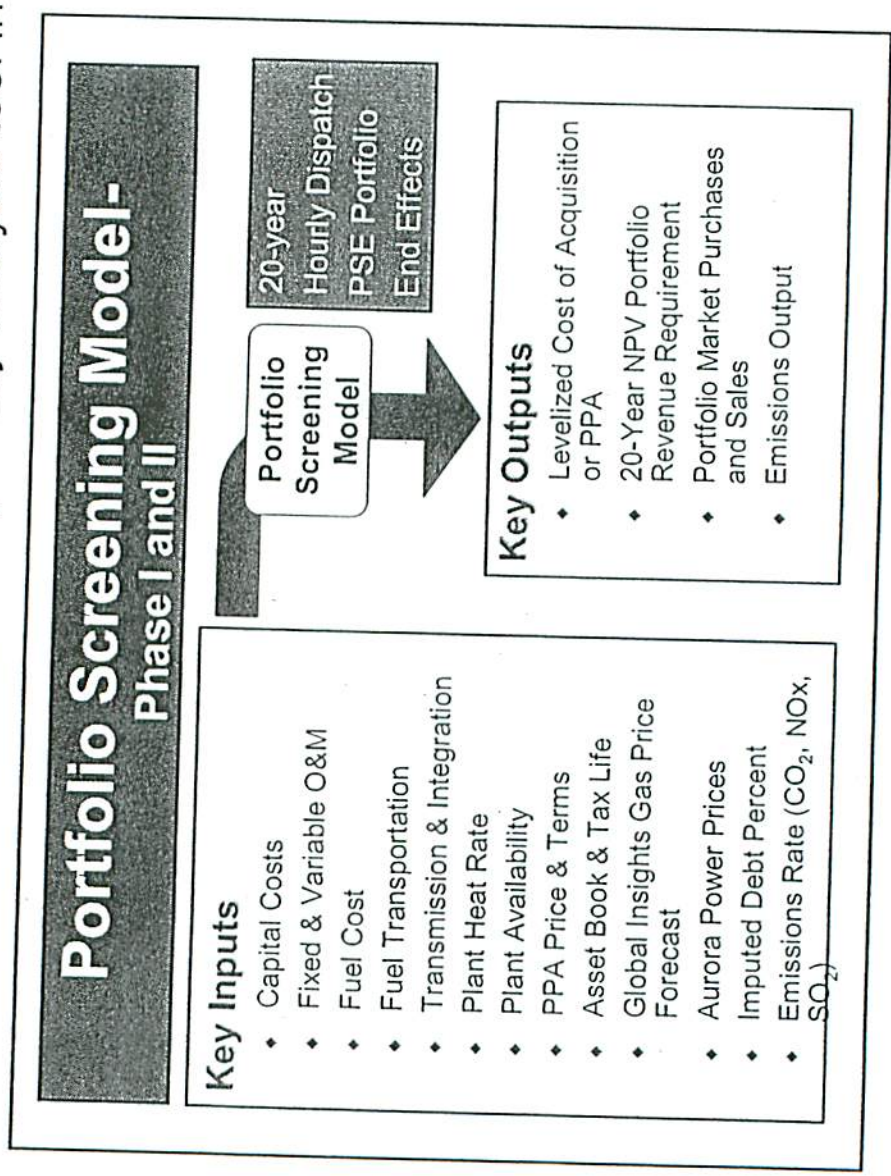 Portfolio Screening Model-
Phase I and II
Key Inputs
• Capital Costs
• Fixed & Variable O&M
• Fuel Cost
• Fuel Transportation
• Transmission & Integration
• Plant Heat Rate
• Plant Availability
• PPA Price & Terms
• Asset Book & Tax Life
• Global Insights Gas Price
Forecast
• Aurora Power Prices
• Imputed Debt Percent
• Emissions Rate (CO₂, NOx,
SO₂)
Portfolio
Screening
Model
20-year
Hourly Dispatch
PSE Portfolio
End Effects
Key Outputs
• Levelized Cost of Acquisition
or PPA
• 20-Year NPV Portfolio
Revenue Requirement
• Portfolio Market Purchases
and Sales
• Emissions Output